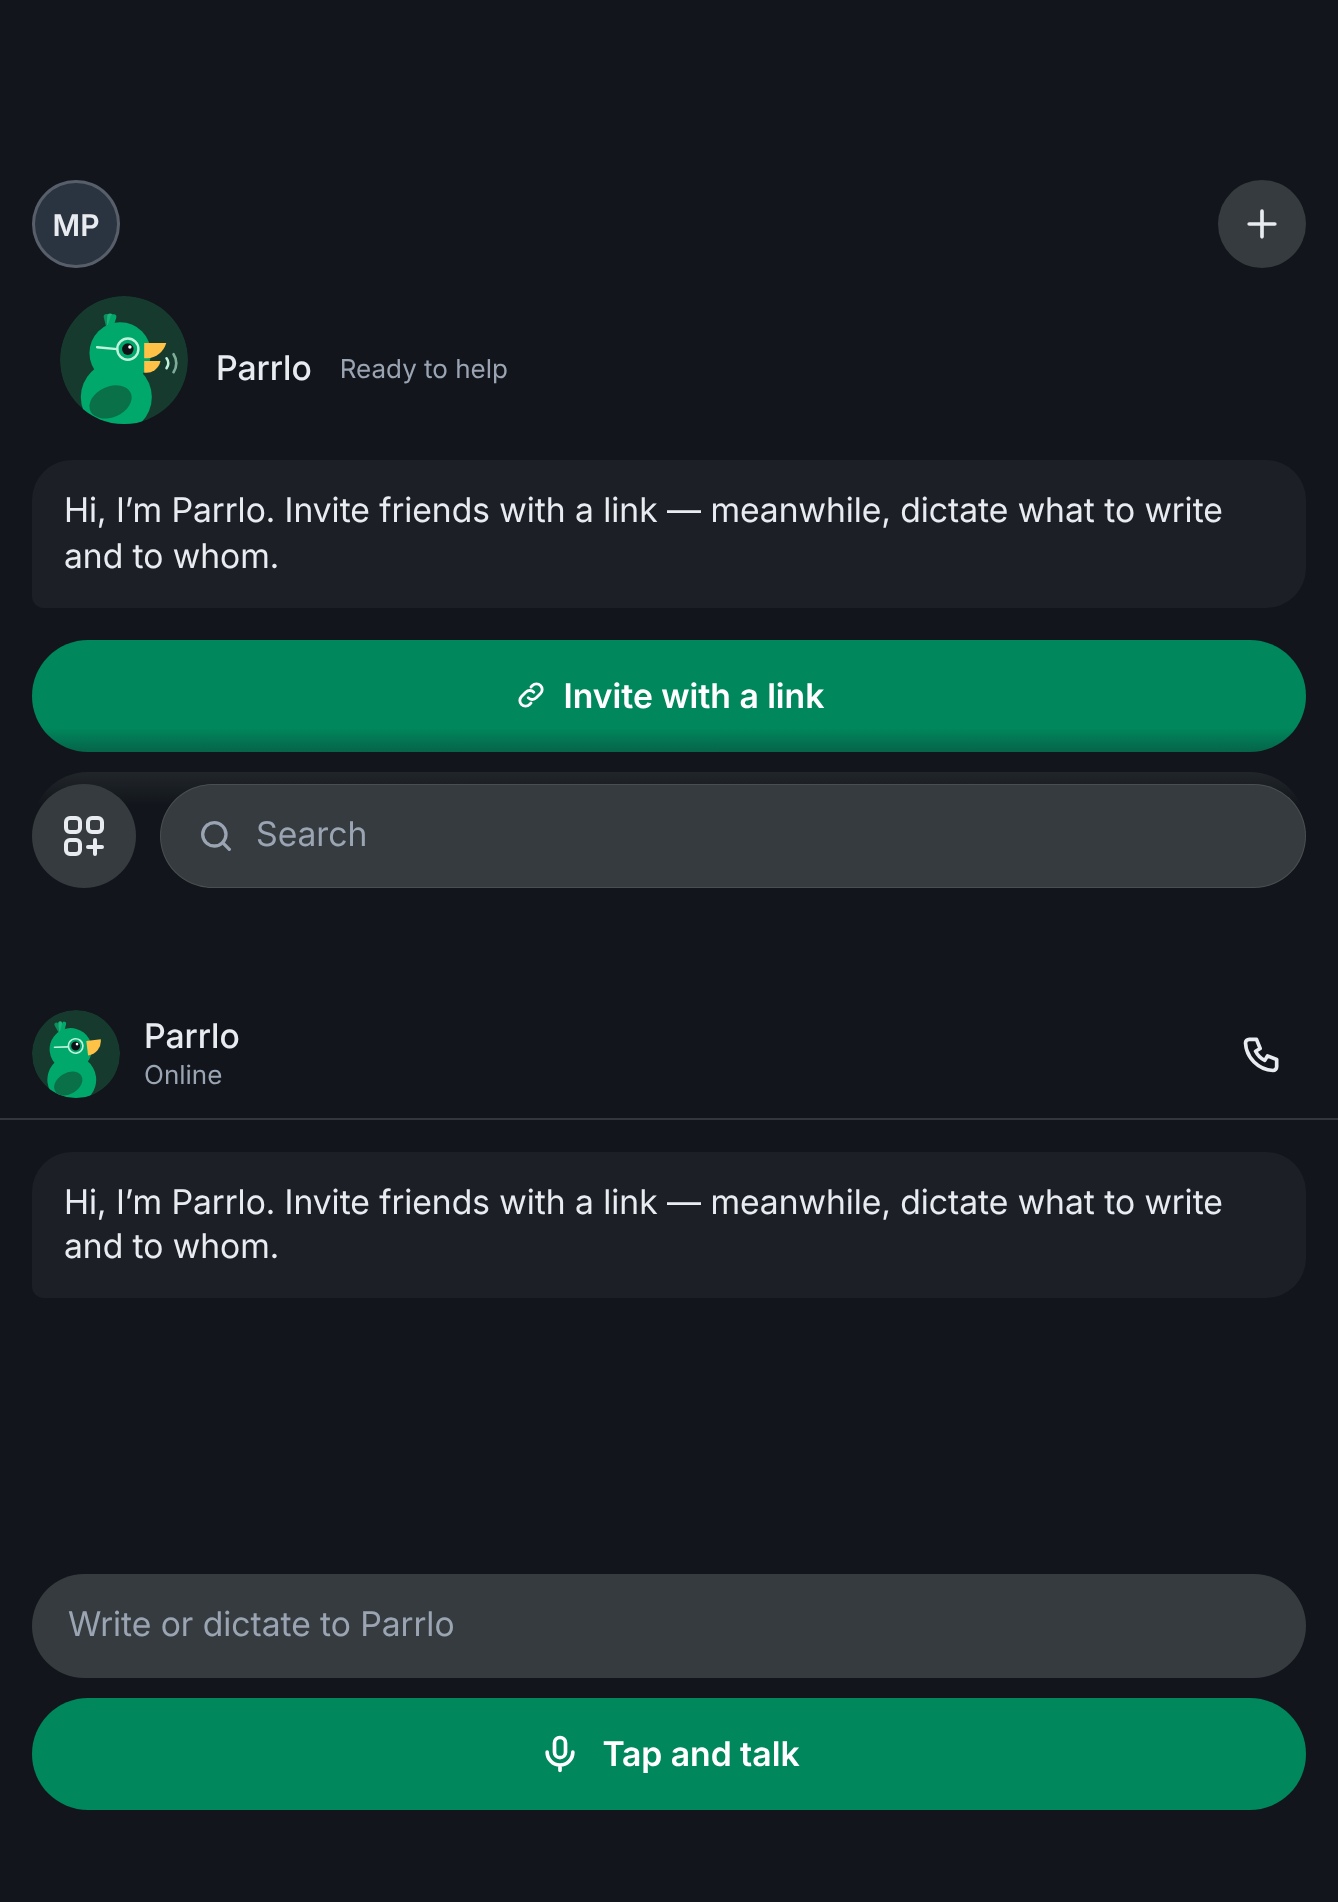 MP
Parrlo Ready to help
Hi, I’m Parrlo. Invite friends with a link — meanwhile, dictate what to write
and to whom.
Invite with a link
Search
Parrlo
Online
Hi, I’m Parrlo. Invite friends with a link — meanwhile, dictate what to write
and to whom.
Write or dictate to Parrlo
Tap and talk